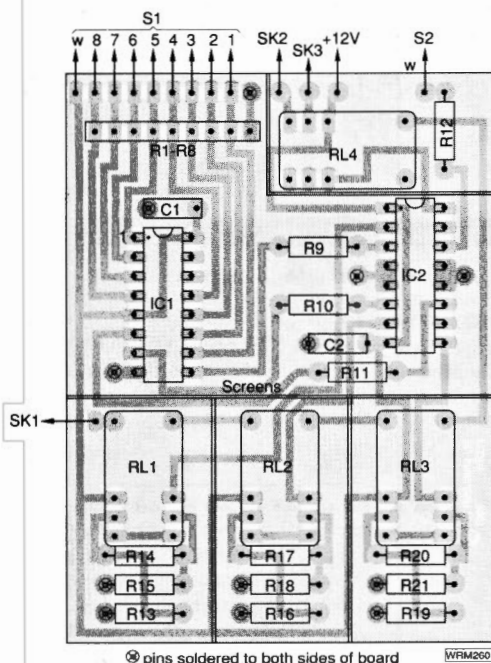 S1
w 8 7 6 5 4 3 2 1
SK2 SK3 +12V
S2
w
R1-R8
RL4
R12
C1
IC1
R9
IC2
R10
C2
R11
Screens
SK1
RL1 RL2 RL3
R14 R17 R20
R15 R18 R21
R13 R16 R19
pins soldered to both sides of board
WRM260